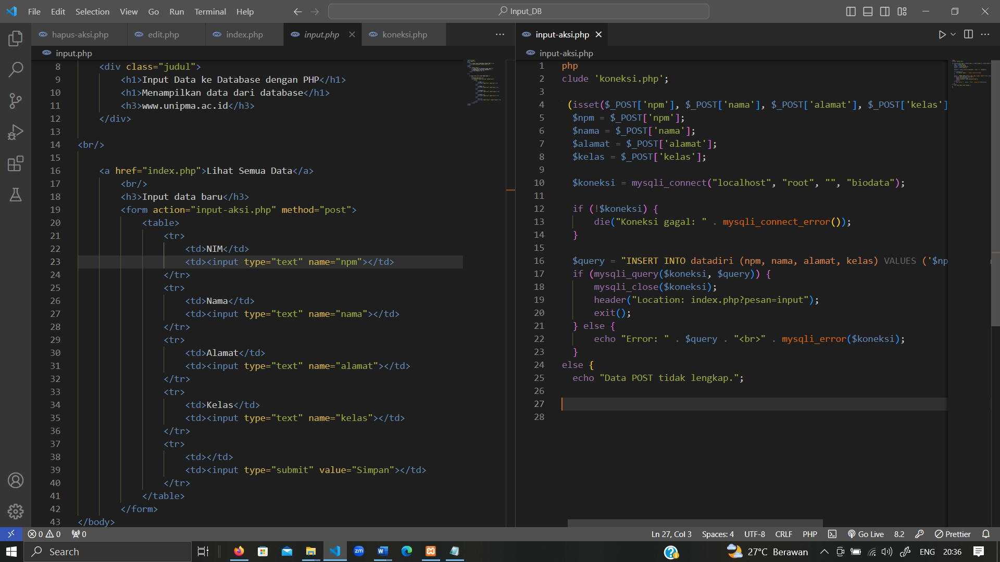 File Edit Selection View Go Run Terminal Help
Input_DB
hapus-aksi.php edit.php index.php input.php koneksi.php
input.php
8 <div class="judul">
9 <h1>Input Data ke Database dengan PHP</h1>
10 <h1>Menampilkan data dari database</h1>
11 <h3>www.unipma.ac.id</h3>
12 </div>
13
14 <br/>
15
16 <a href="index.php">Lihat Semua Data</a>
17 <br/>
18 <h3>Input data baru</h3>
19 <form action="input-aksi.php" method="post">
20 <table>
21 <tr>
22 <td>NIM</td>
23 <td><input type="text" name="npm"></td>
24 </tr>
25 <tr>
26 <td>Nama</td>
27 <td><input type="text" name="nama"></td>
28 </tr>
29 <tr>
30 <td>Alamat</td>
31 <td><input type="text" name="alamat"></td>
32 </tr>
33 <tr>
34 <td>Kelas</td>
35 <td><input type="text" name="kelas"></td>
36 </tr>
37 <tr>
38 <td></td>
39 <td><input type="submit" value="Simpan"></td>
40 </tr>
41 </table>
42 </form>
43 </body>
input-aksi.php
input-aksi.php
1 php
2 clude 'koneksi.php';
3
4 (isset($_POST['npm'], $_POST['nama'], $_POST['alamat'], $_POST['kelas']
5 $npm = $_POST['npm'];
6 $nama = $_POST['nama'];
7 $alamat = $_POST['alamat'];
8 $kelas = $_POST['kelas'];
9
10 $koneksi = mysqli_connect("localhost", "root", "", "biodata");
11
12 if (!$koneksi) {
13 die("Koneksi gagal: " . mysqli_connect_error());
14 }
15
16 $query = "INSERT INTO datadiri (npm, nama, alamat, kelas) VALUES ('$np
17 if (mysqli_query($koneksi, $query)) {
18 mysqli_close($koneksi);
19 header("Location: index.php?pesan=input");
20 exit();
21 } else {
22 echo "Error: " . $query . "<br>" . mysqli_error($koneksi);
23 }
24 else {
25 echo "Data POST tidak lengkap.";
26
27
28
0 0 0
Ln 27, Col 3 Spaces: 4 UTF-8 CRLF PHP Go Live 8.2 Prettier
Search
zm
27°C Berawan
ENG 20:36